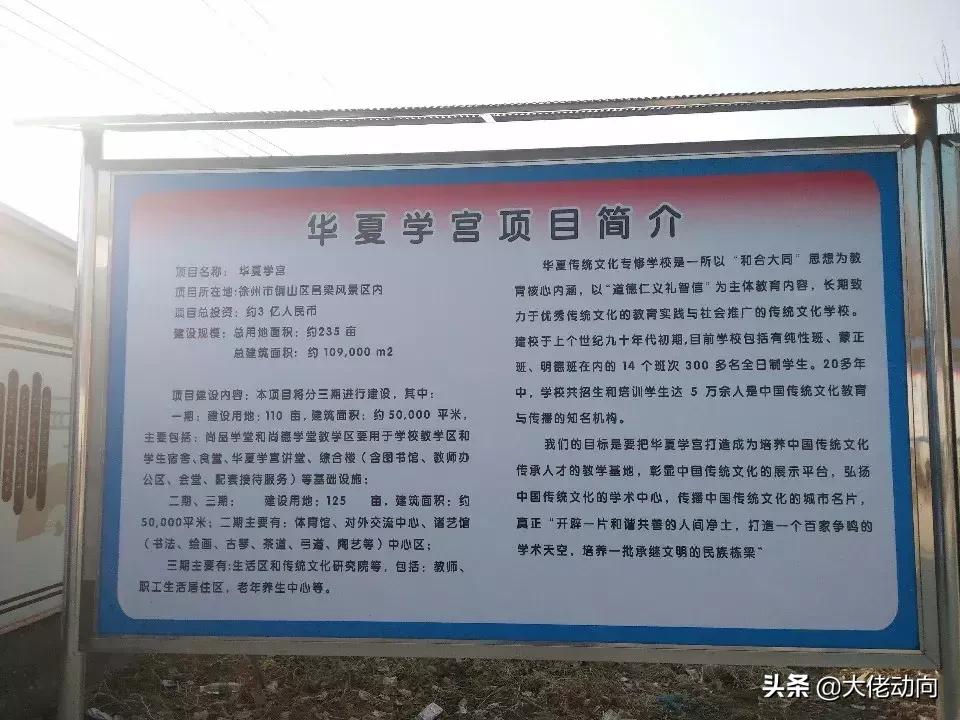 华夏学宫项目简介
项目名称：华夏学宫
项目所在地:徐州市铜山区吕梁风景区内
项目总投资：约3 亿人民币
建设规模：总用地面积：约235 亩
总建筑面积：约 109,000 m2
项目建设内容：本项目将分三期进行建设，其中：
一期：建设用地：110 亩，建筑面积：约50,000 平米，
主要包括：尚品学堂和尚德学堂教学区要用于学校教学区和
学生宿舍、食堂、华夏学宫讲堂、综合楼（含图书馆、教师办
公区、会堂、配套接待服务）等基础设施；
二期、三期： 建设用地：125 亩，建筑面积：约
50,000平米；二期主要有：体育馆、对外交流中心、诸艺馆
（书法、绘画、古琴、茶道、弓道、陶艺等）中心区；
三期主要有:生活区和传统文化研究院等，包括：教师、
职工生活居住区，老年养生中心等。
华夏传统文化专修学校是一所以“和合大同”思想为教
育核心内涵，以“道德仁义礼智信”为主体教育内容，长期致
力于优秀传统文化的教育实践与社会推广的传统文化学校。
建校于上个世纪九十年代初期,目前学校包括有纯性班、蒙正
班、明德班在内的 14 个班次 300 多名全日制学生。20多年
中，学校共招生和培训学生达 5 万余人是中国传统文化教育
与传播的知名机构。
我们的目标是要把华夏学宫打造成为培养中国传统文化
传承人才的教学基地，彰显中国传统文化的展示平台，弘扬
中国传统文化的学术中心，传播中国传统文化的城市名片，
真正“开辟一片和谐共善的人间净土，打造一个百家争鸣的
学术天空，培养一批承继文明的民族栋梁”
头条 @大佬动向